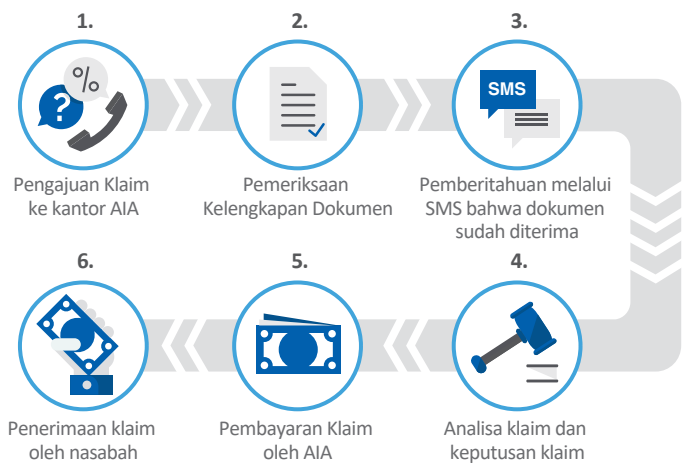 1.
2.
3.
%
?
SMS
Pengajuan Klaim
ke kantor AIA
Pemeriksaan
Kelengkapan Dokumen
Pemberitahuan melalui
SMS bahwa dokumen
sudah diterima
6.
5.
4.
Penerimaan klaim
oleh nasabah
Pembayaran Klaim
oleh AIA
Analisa klaim dan
keputusan klaim